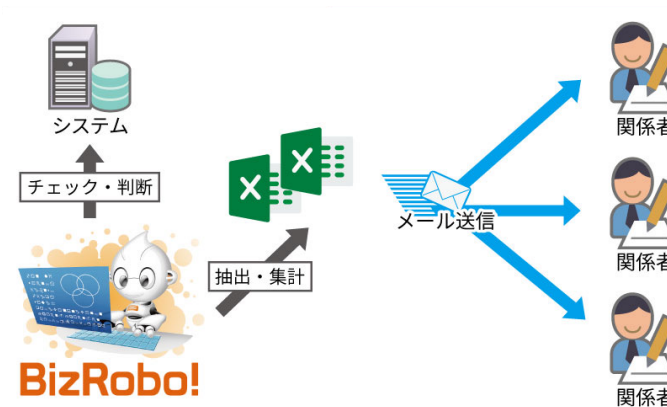 システム
チェック・判断
BizRobo!
抽出・集計
X
X
メール送信
関係者
関係者
関係者